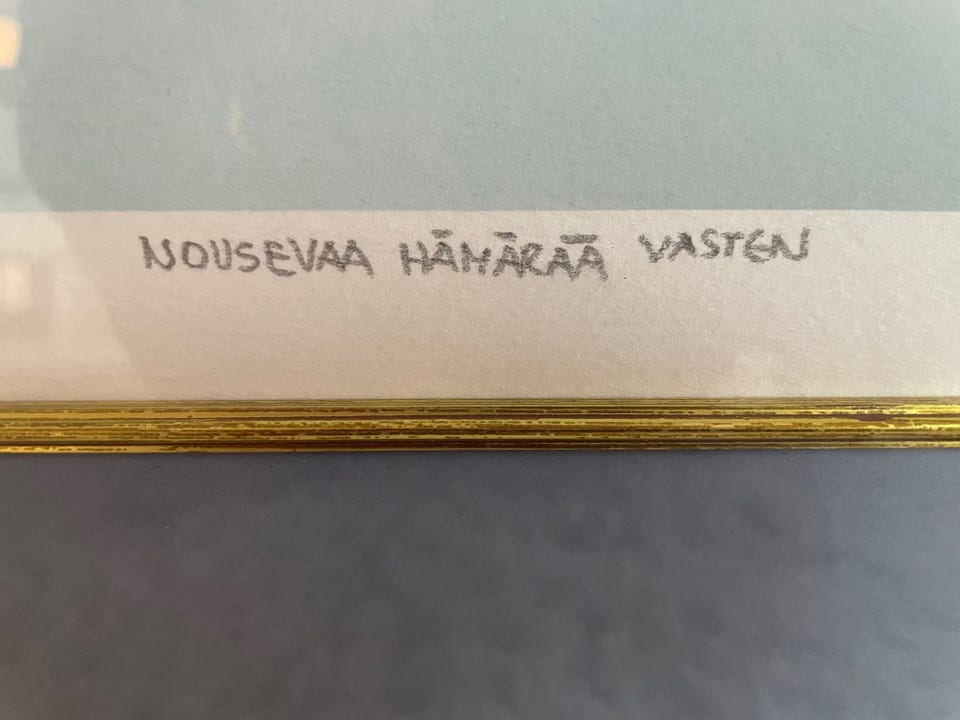 NOUSEVAA HÄMÄRÄÄ VASTEN